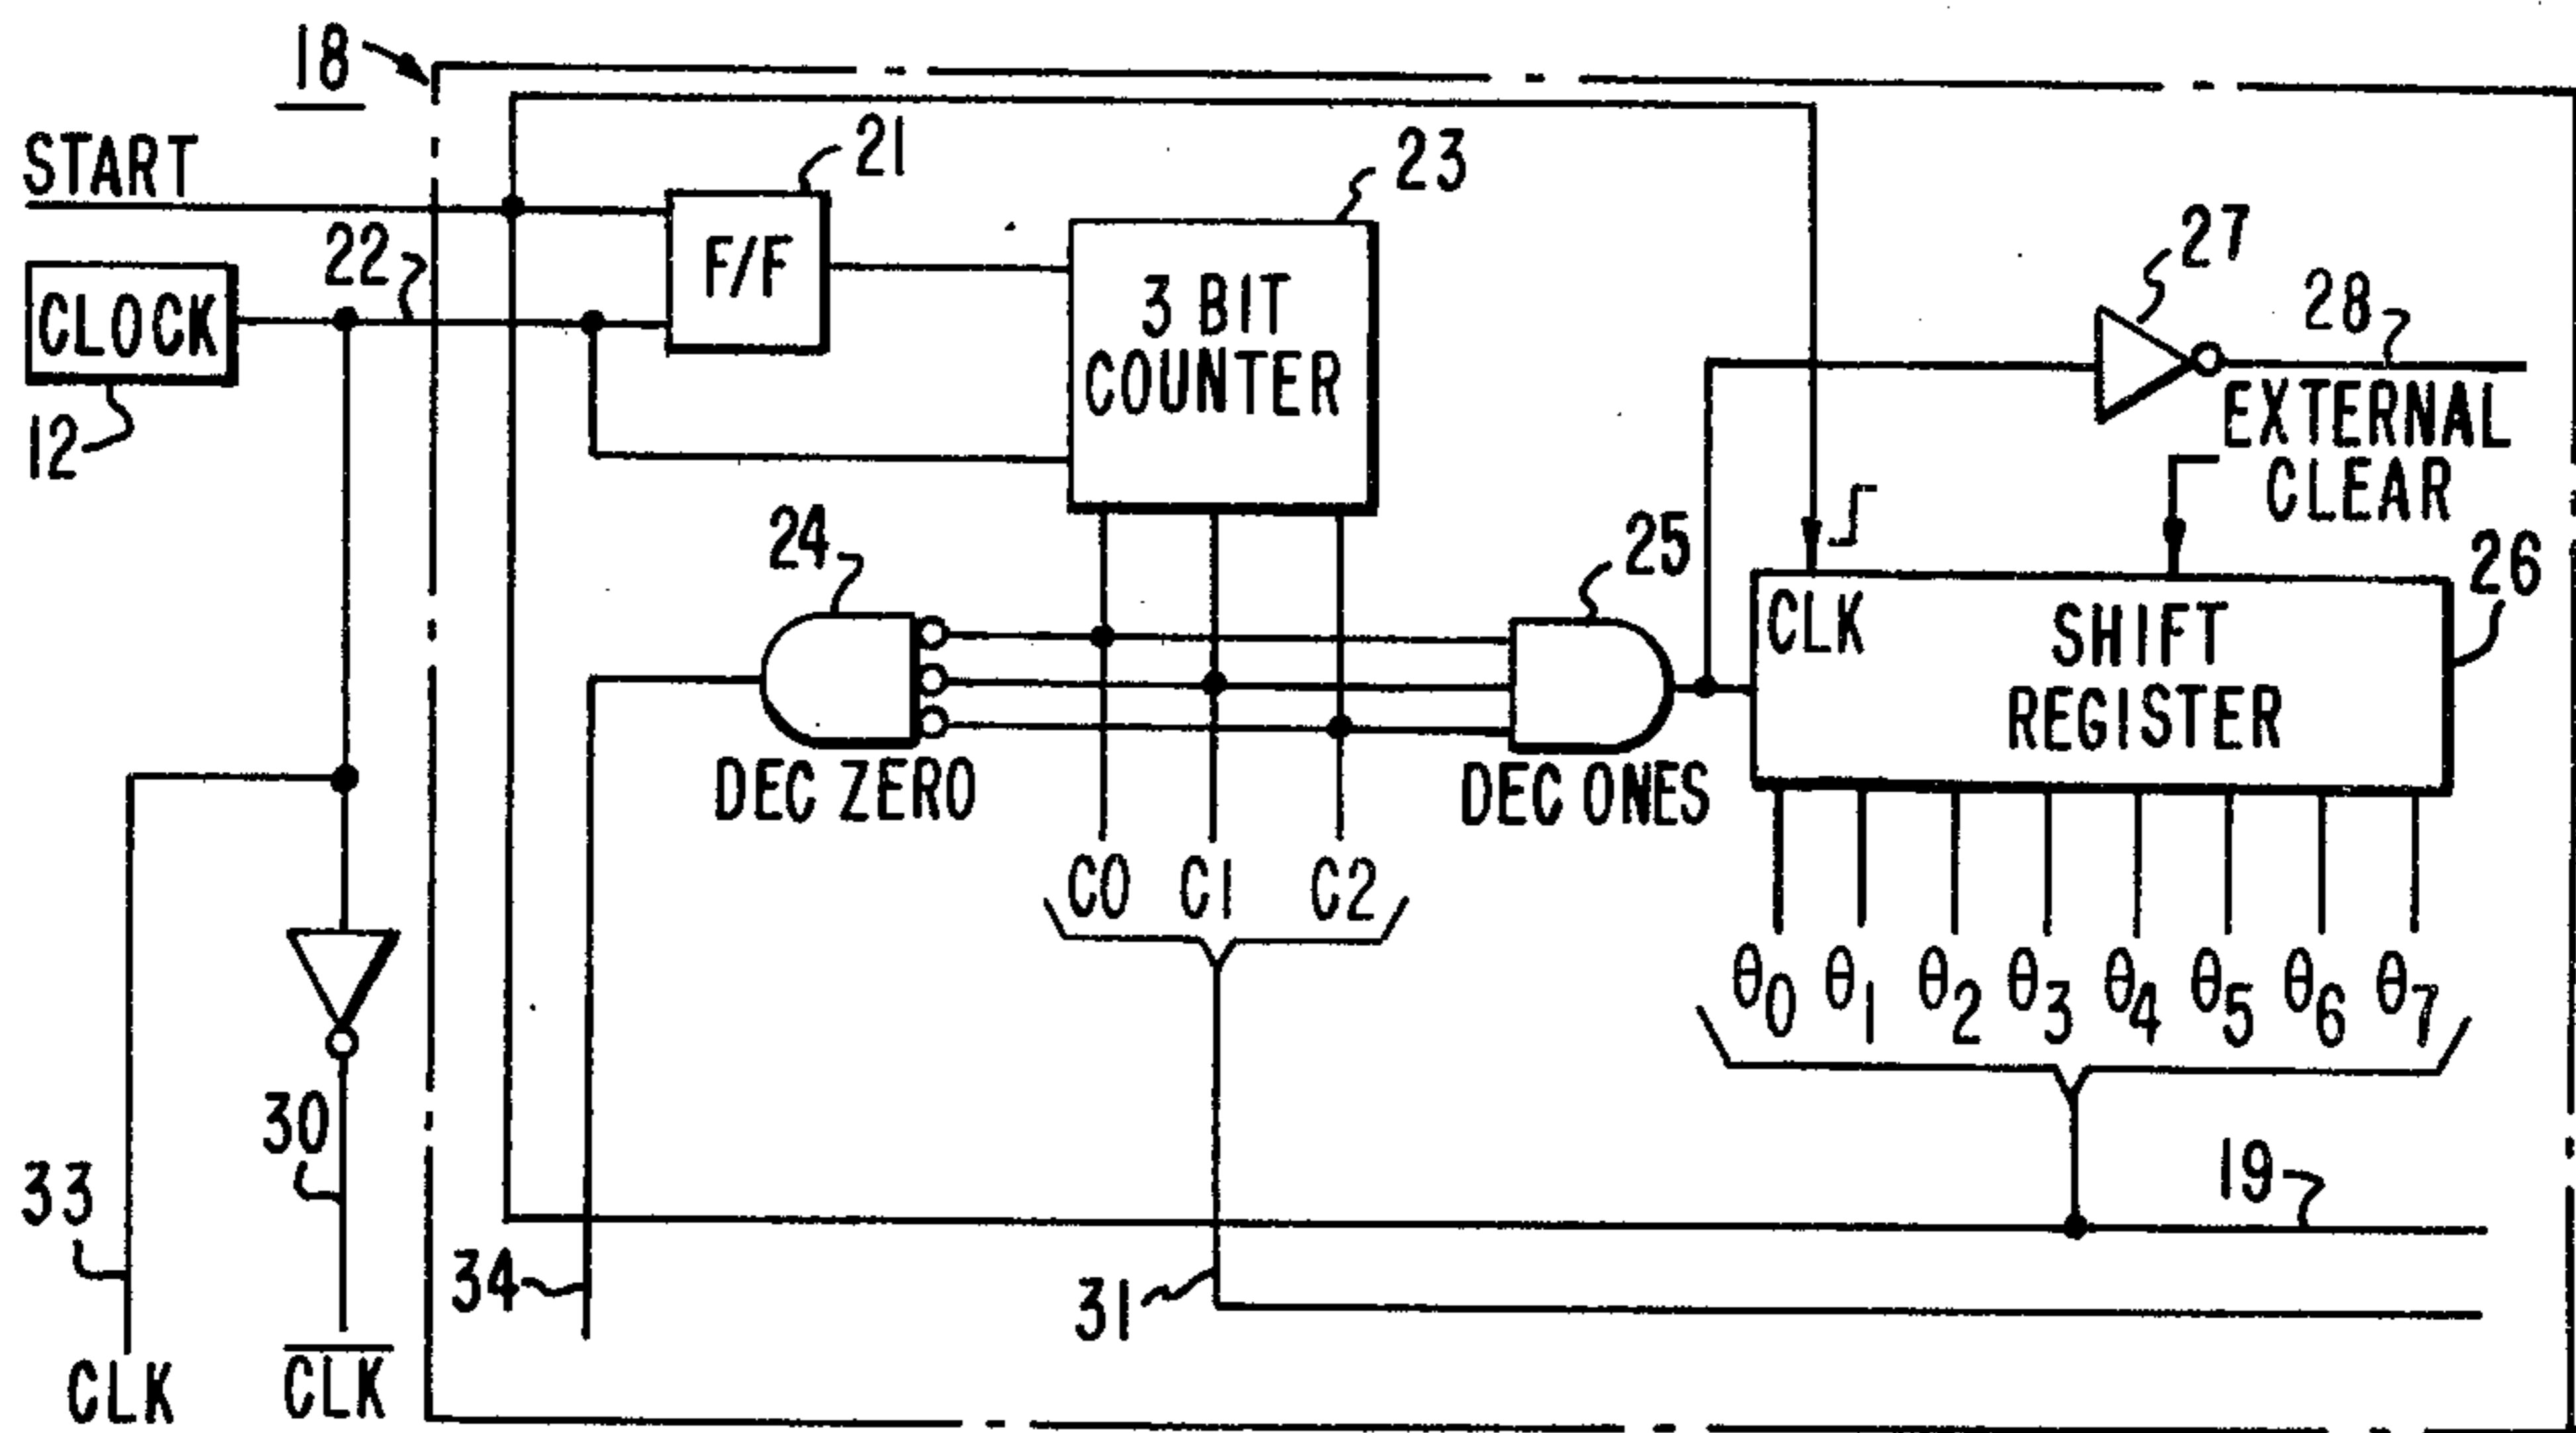 18
START
21
23
22
CLOCK
F/F
3 BIT
COUNTER
27
28
12
EXTERNAL
CLEAR
24
25
26
CLK
SHIFT
REGISTER
DEC ZERO
DEC ONES
C0 C1 C2
θ0 θ1 θ2 θ3 θ4 θ5 θ6 θ7
30
33
19
34
31
CLK
C̅L̅K̅